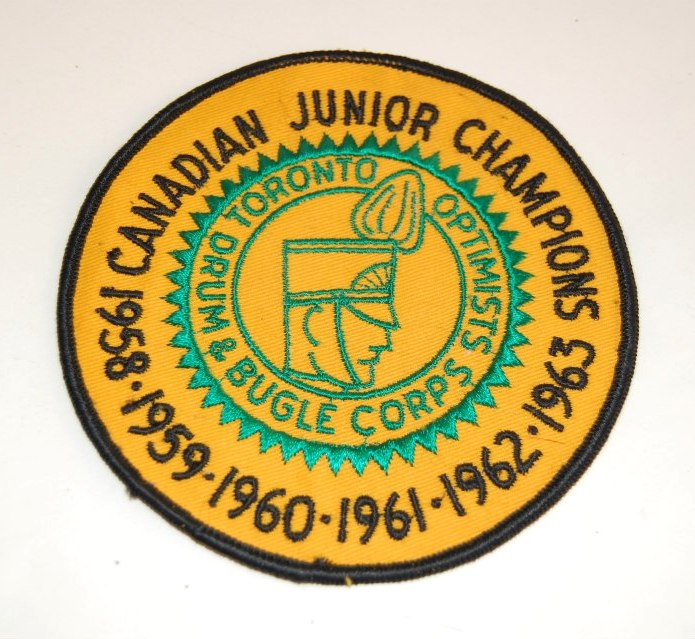 CANADIAN JUNIOR CHAMPIONS
1958·1959·1960·1961·1962·1963
TORONTO OPTIMISTS
DRUM & BUGLE CORPS